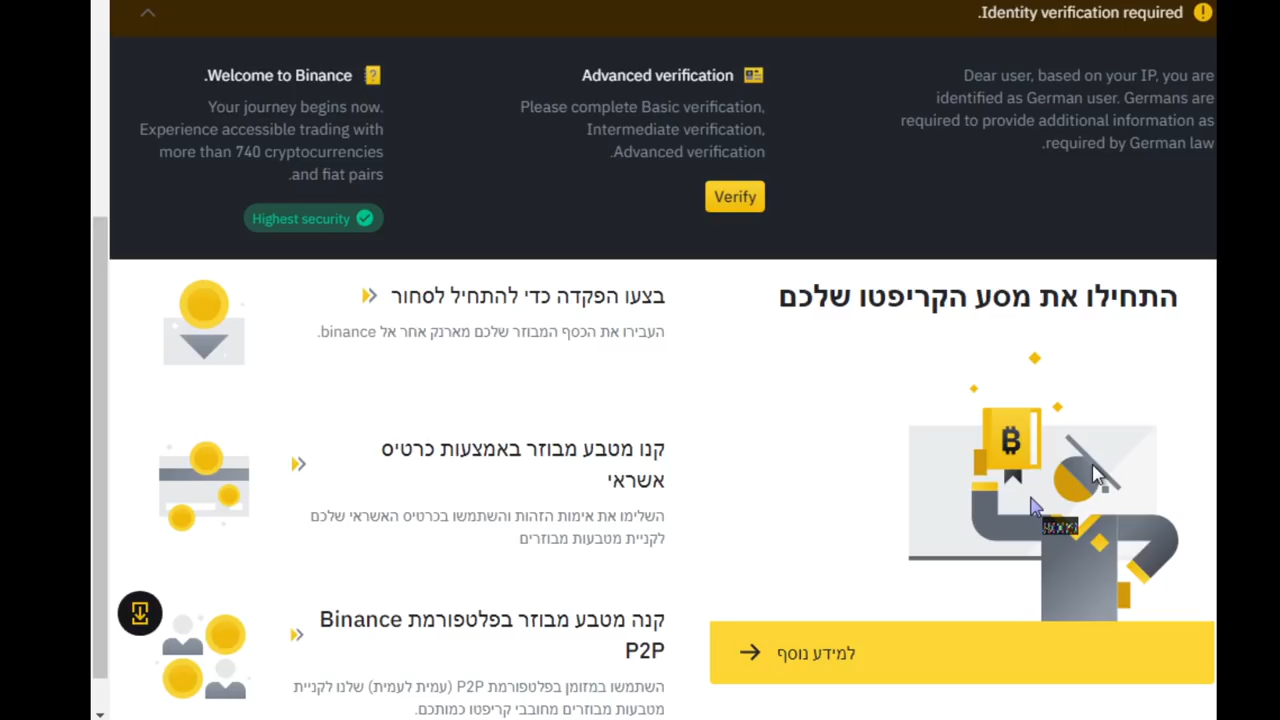 .Identity verification required
Dear user, based on your IP, you are
identified as German user. Germans are
required to provide additional information as
.required by German law
Advanced verification
Please complete Basic verification,
Intermediate verification,
.Advanced verification
Verify
.Welcome to Binance
Your journey begins now.
Experience accessible trading with
more than 740 cryptocurrencies
.and fiat pairs
Highest security
התחילו את מסע הקריפטו שלכם
למידע נוסף
בצעו הפקדה כדי להתחיל לסחור
העבירו את הכסף המבוזר שלכם מארנק אחר אל binance.
קנו מטבע מבוזר באמצעות כרטיס
אשראי
השלימו את אימות הזהות והשתמשו בכרטיס האשראי שלכם
לקניית מטבעות מבוזרים
קנה מטבע מבוזר בפלטפורמת Binance
P2P
השתמשו במזומן בפלטפורמת P2P (עמית לעמית) שלנו לקניית
מטבעות מבוזרים מחובבי קריפטו כמותכם.